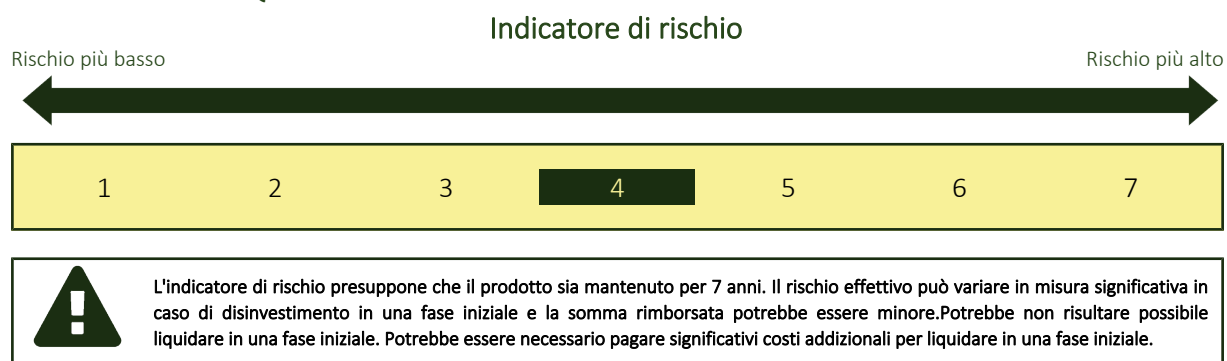 Indicatore di rischio
Rischio più basso
Rischio più alto
1 2 3 4 5 6 7
L'indicatore di rischio presuppone che il prodotto sia mantenuto per 7 anni. Il rischio effettivo può variare in misura significativa in
caso di disinvestimento in una fase iniziale e la somma rimborsata potrebbe essere minore.Potrebbe non risultare possibile
liquidare in una fase iniziale. Potrebbe essere necessario pagare significativi costi addizionali per liquidare in una fase iniziale.